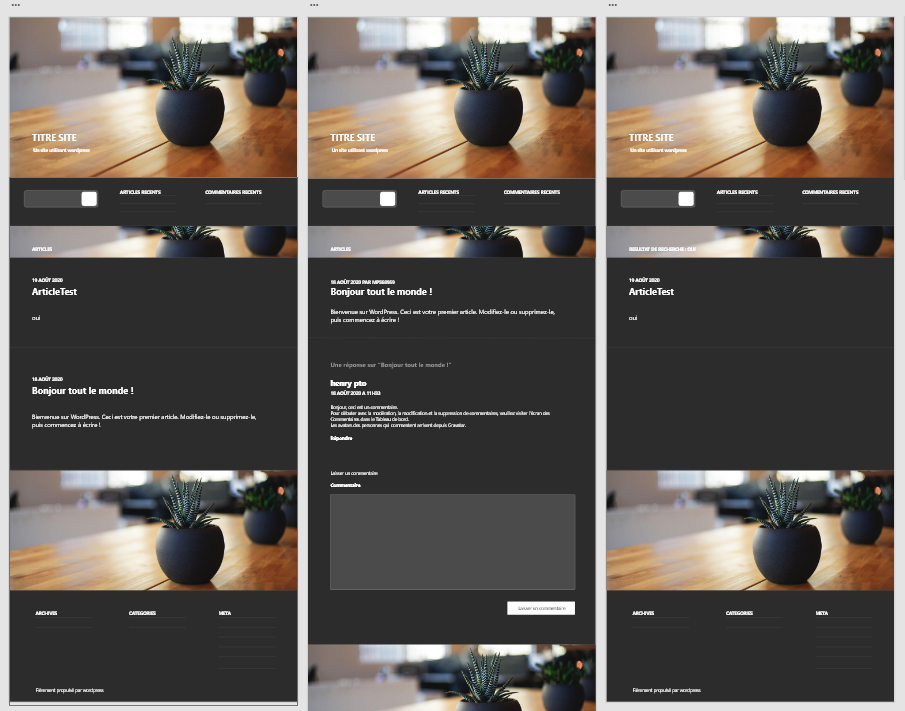 TITRE SITE
Un site utilisant wordpress
ARTICLES RECENTS
COMMENTAIRES RECENTS
ARTICLES
19 AOÛT 2020
ArticleTest
oui
18 AOÛT 2020
Bonjour tout le monde !
Bienvenue sur WordPress. Ceci est votre premier article. Modifiez-le ou supprimez-le,
puis commencez à écrire !
ARCHIVES
CATEGORIES
META
Fièrement propulsé par wordpress
TITRE SITE
Un site utilisant wordpress
ARTICLES RECENTS
COMMENTAIRES RECENTS
ARTICLES
18 AOÛT 2020 PAR
Bonjour tout le monde !
Bienvenue sur WordPress. Ceci est votre premier article. Modifiez-le ou supprimez-le,
puis commencez à écrire !
Une réponse sur "Bonjour tout le monde !"
henry pto
18 AOÛT 2020 A 11H03
Bonjour, ceci est un commentaire.
Pour débuter avec la modération, la modification et la suppression de commentaires, veuillez visiter l'écran des
Commentaires dans le Tableau de bord.
Les avatars des personnes qui commentent arrivent depuis Gravatar.
Répondre
Laisser un commentaire
Commentaire
Laisser un commentaire
TITRE SITE
Un site utilisant wordpress
ARTICLES RECENTS
COMMENTAIRES RECENTS
RESULTAT DE RECHERCHE : OUI
19 AOÛT 2020
ArticleTest
oui
ARCHIVES
CATEGORIES
META
Fièrement propulsé par wordpress